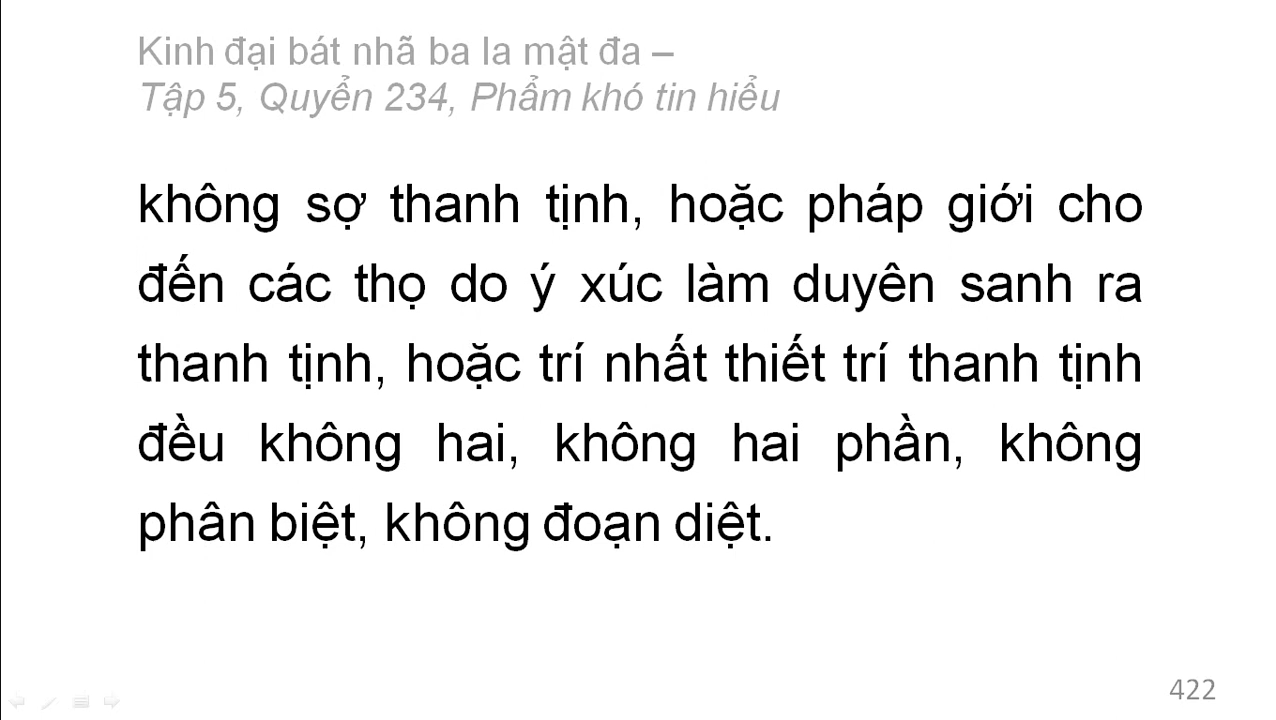 Kinh đại bát nhã ba la mật đa –
Tập 5, Quyển 234, Phẩm khó tin hiểu
không sợ thanh tịnh, hoặc pháp giới cho
đến các thọ do ý xúc làm duyên sanh ra
thanh tịnh, hoặc trí nhất thiết trí thanh tịnh
đều không hai, không hai phần, không
phân biệt, không đoạn diệt.
422